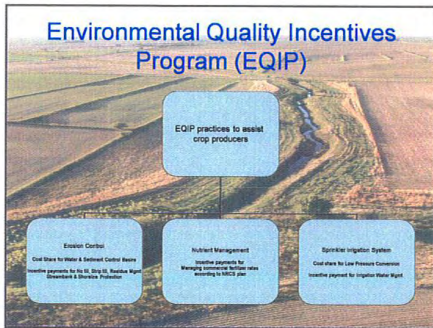 Environmental Quality Incentives
Program (EQIP)
EQIP practices to assist
crop producers
Erosion Control
Cost Share for Water & Sediment Control Basins
Incentive payments for No till, Strip till, Residue Mgmt
Streambank & Shoreline Protection
Nutrient Management
Incentive payments for
Managing commercial fertilizer rates
according to NRCS plan
Sprinkler Irrigation System
Cost share for Low Pressure Conversion
Incentive payment for Irrigation Water Mgmt